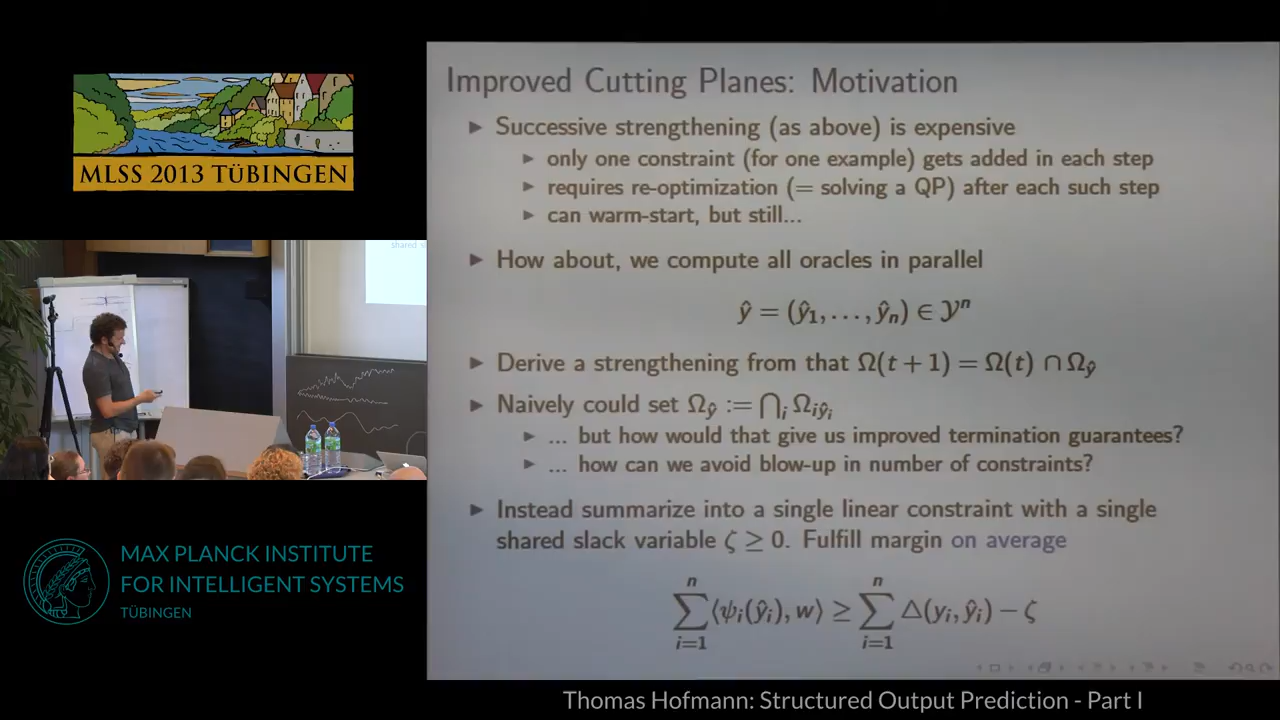 MLSS 2013 TÜBINGEN
shared
MAX PLANCK INSTITUTE
FOR INTELLIGENT SYSTEMS
TÜBINGEN
Improved Cutting Planes: Motivation
▶ Successive strengthening (as above) is expensive
▶ only one constraint (for one example) gets added in each step
▶ requires re-optimization (= solving a QP) after each such step
▶ can warm-start, but still...
▶ How about, we compute all oracles in parallel
ŷ = (ŷ₁, . . . , ŷₙ) ∈ 𝒴ⁿ
▶ Derive a strengthening from that Ω(t + 1) = Ω(t) ∩ Ω_ŷ
▶ Naively could set Ω_ŷ := ⋂ᵢ Ω_{iŷᵢ}
▶ ... but how would that give us improved termination guarantees?
▶ ... how can we avoid blow-up in number of constraints?
▶ Instead summarize into a single linear constraint with a single
shared slack variable ζ ≥ 0. Fulfill margin on average
∑_{i=1}^{n} ⟨ψᵢ(ŷᵢ), w⟩ ≥ ∑_{i=1}^{n} Δ(yᵢ, ŷᵢ) − ζ
Thomas Hofmann: Structured Output Prediction - Part I